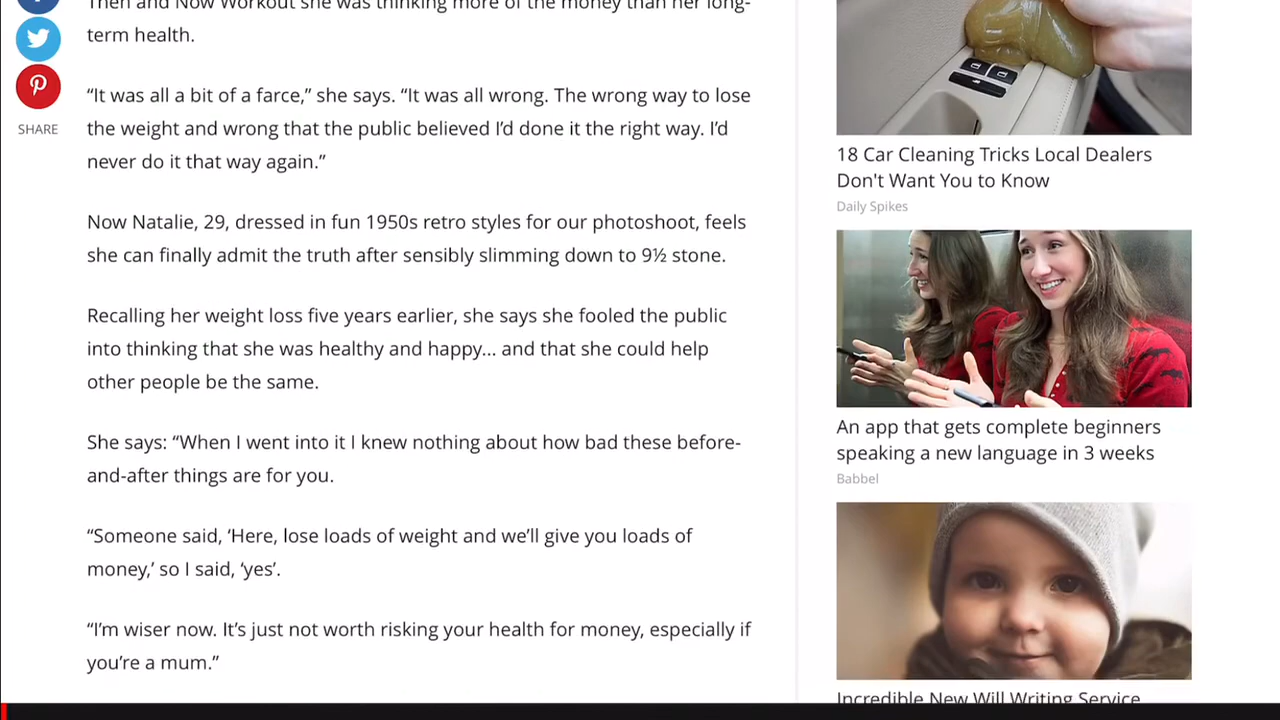 Then and Now Workout she was thinking more of the money than her long-
term health.
“It was all a bit of a farce,” she says. “It was all wrong. The wrong way to lose
the weight and wrong that the public believed I’d done it the right way. I’d
never do it that way again.”
Now Natalie, 29, dressed in fun 1950s retro styles for our photoshoot, feels
she can finally admit the truth after sensibly slimming down to 9½ stone.
Recalling her weight loss five years earlier, she says she fooled the public
into thinking that she was healthy and happy... and that she could help
other people be the same.
She says: “When I went into it I knew nothing about how bad these before-
and-after things are for you.
“Someone said, ‘Here, lose loads of weight and we’ll give you loads of
money,’ so I said, ‘yes’.
“I’m wiser now. It’s just not worth risking your health for money, especially if
you’re a mum.”
SHARE
18 Car Cleaning Tricks Local Dealers
Don't Want You to Know
Daily Spikes
An app that gets complete beginners
speaking a new language in 3 weeks
Babbel
Incredible New Will Writing Service